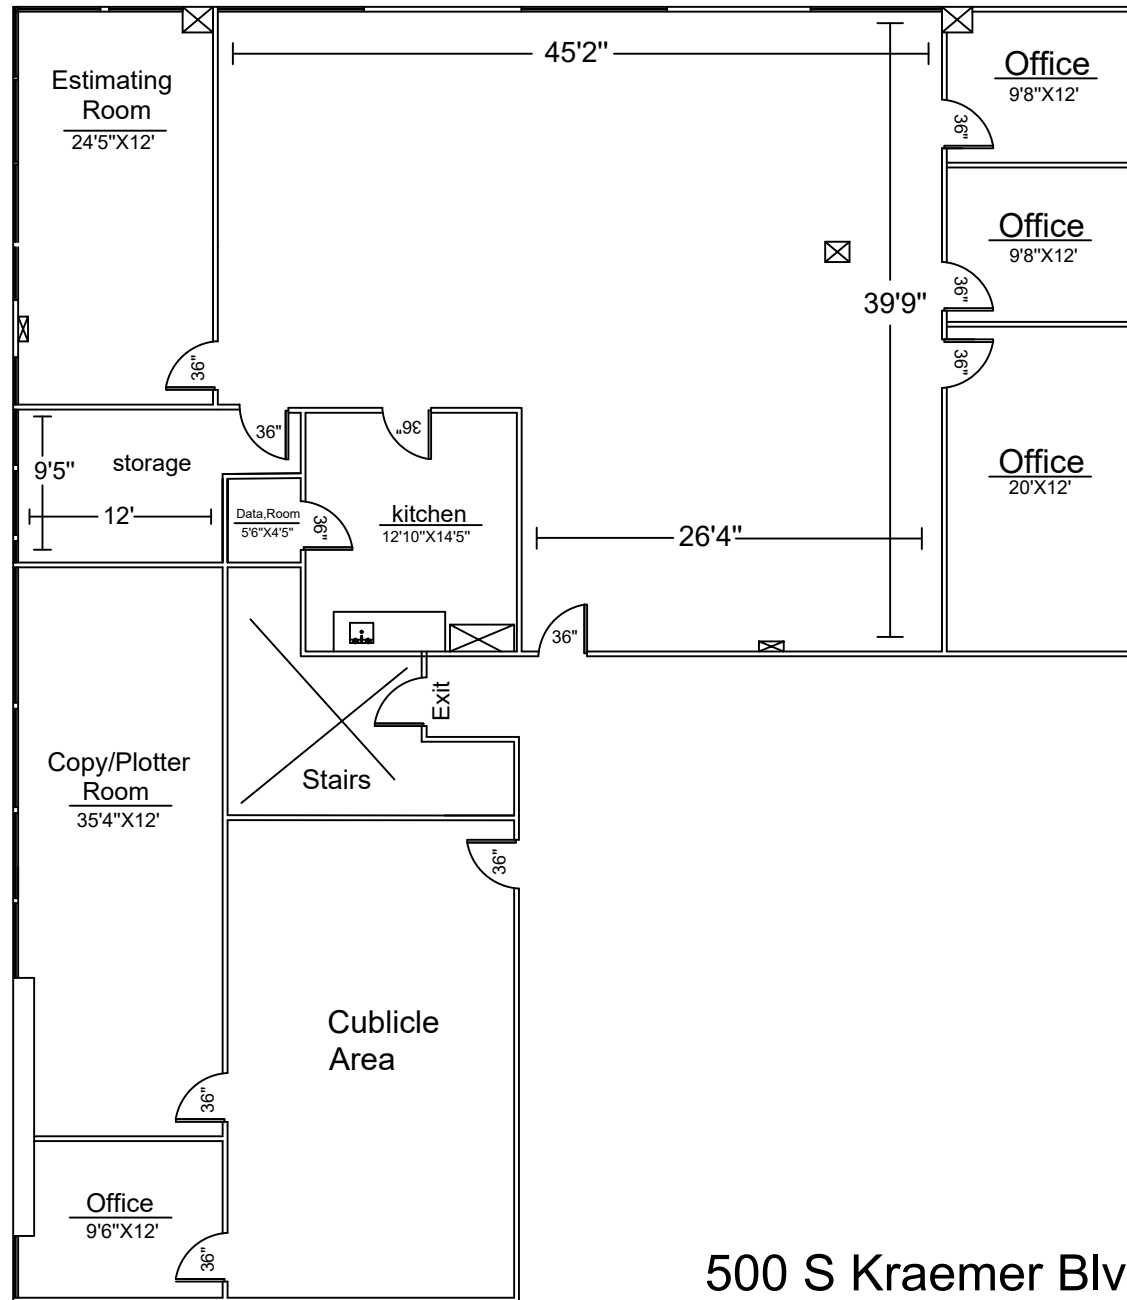 45'2"
Estimating
Room
24'5"X12'
Office
9'8"X12'
36"
Office
9'8"X12'
36"
39'9"
36"
36"
Office
20'X12'
36"
36"
9'5"
storage
12'
Data,Room
5'6"X4'5"
36"
kitchen
12'10"X14'5"
26'4"
36"
Exit
Stairs
Copy/Plotter
Room
35'4"X12'
36"
Cublicle
Area
36"
Office
9'6"X12'
36"
500 S Kraemer Blv